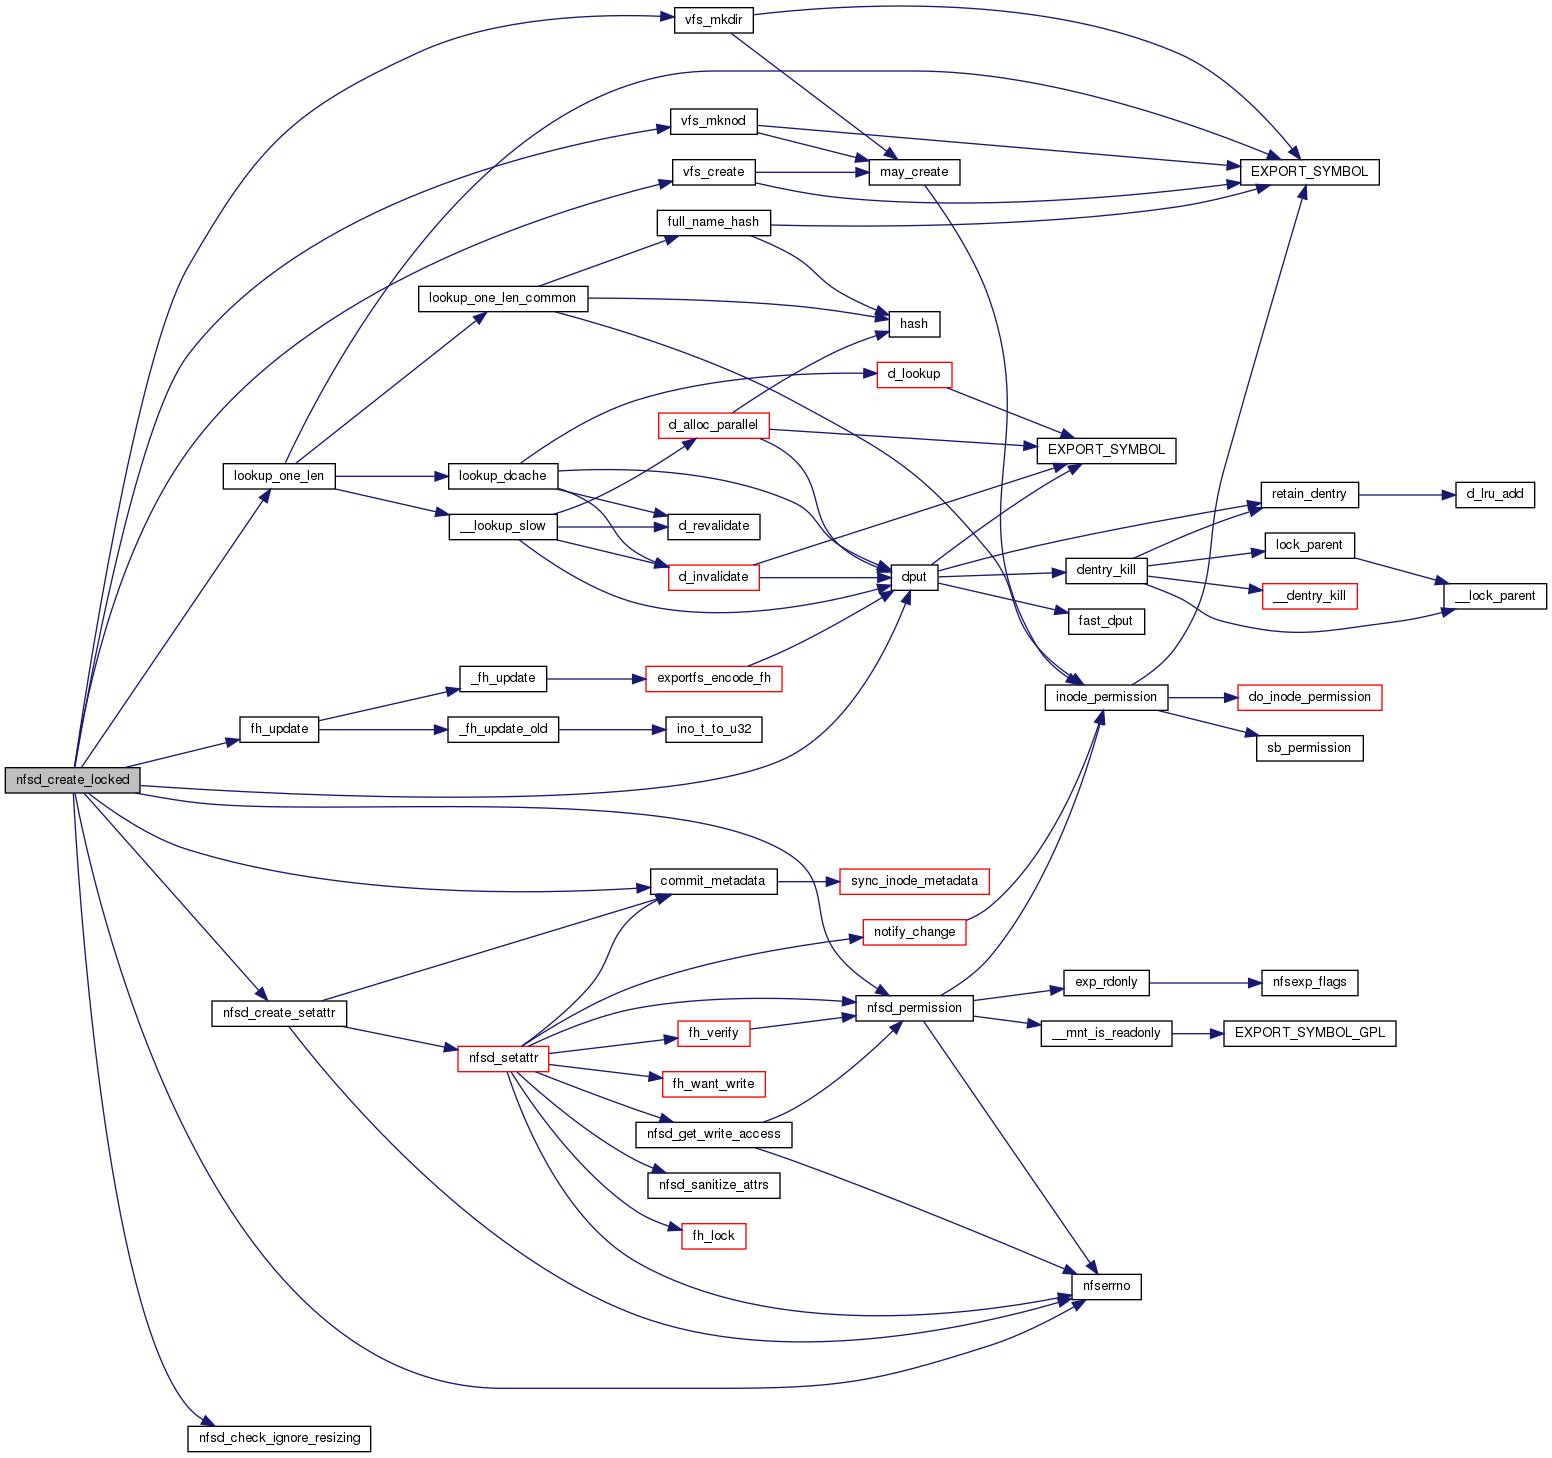 vfs_mkdir
vfs_mknod
vfs_create
may_create
EXPORT_SYMBOL
full_name_hash
lookup_one_len_common
hash
d_lookup
d_alloc_parallel
EXPORT_SYMBOL
lookup_one_len
lookup_dcache
retain_dentry
d_lru_add
__lookup_slow
d_revalidate
lock_parent
d_invalidate
dput
dentry_kill
__dentry_kill
__lock_parent
fast_dput
_fh_update
exportfs_encode_fh
inode_permission
do_inode_permission
fh_update
_fh_update_old
ino_t_to_u32
sb_permission
nfsd_create_locked
commit_metadata
sync_inode_metadata
notify_change
exp_rdonly
nfsexp_flags
nfsd_create_setattr
nfsd_permission
fh_verify
__mnt_is_readonly
EXPORT_SYMBOL_GPL
nfsd_setattr
fh_want_write
nfsd_get_write_access
nfsd_sanitize_attrs
fh_lock
nfserrno
nfsd_check_ignore_resizing